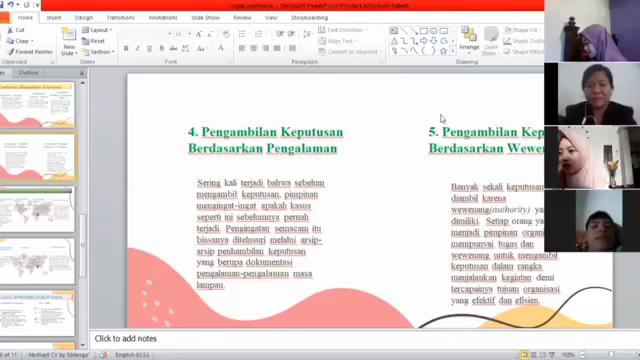 Home
Insert
Design
Transitions
Animations
Slide Show
Review
View
Storyboarding
Cut
Copy
Format Painter
New
Slide
Layout
Reset
Section
Text Direction
Align Text
Convert to SmartArt
Arrange
Quick
Styles
Shape Fill
Shape Effects
Clipboard
Slides
Font
Paragraph
Drawing
Outline
4. Pengambilan Keputusan
Berdasarkan Pengalaman
Sering kali terjadi bahwa sebelum
mengambil keputusan, pimpinan
mengingat-ingat apakah kasus
seperti ini sebelumnya pernah
terjadi. Pengingatan semacam itu
biasanya ditelusuri melalui arsip-
arsip penhambilan keputusan
yang berupa dokumentasi
pengalaman-pengalaman masa
lampau.
5. Pengambilan Kep
Berdasarkan Wewen
Banyak sekali keputusan
diambil karena
wewenang(authority) ya
dimiliki. Setiap orang
menjadi pimpinan organi
mempunyai tugas dan
wewenang untuk mengambil
keputusan dalam rangka
menjalankan kegiatan demi
tercapainya tujuan organisasi
yang efektif dan efisien.
Click to add notes
Abstract CV by Slidesgo
English (U.S.)